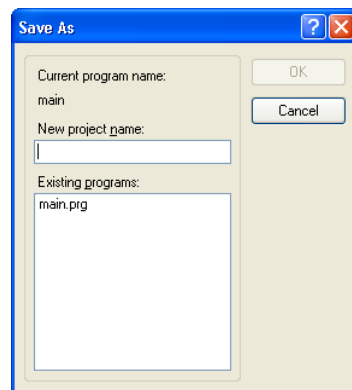 Save As
?
Current program name:
OK
main
Cancel
New project name:
Existing programs:
main.prg